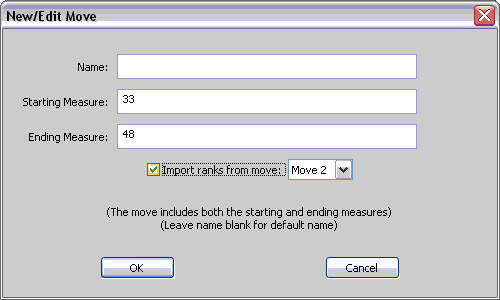 New/Edit Move
Name:
Starting Measure: 33
Ending Measure: 48
Import ranks from move: Move 2
(The move includes both the starting and ending measures)
(Leave name blank for default name)
OK Cancel